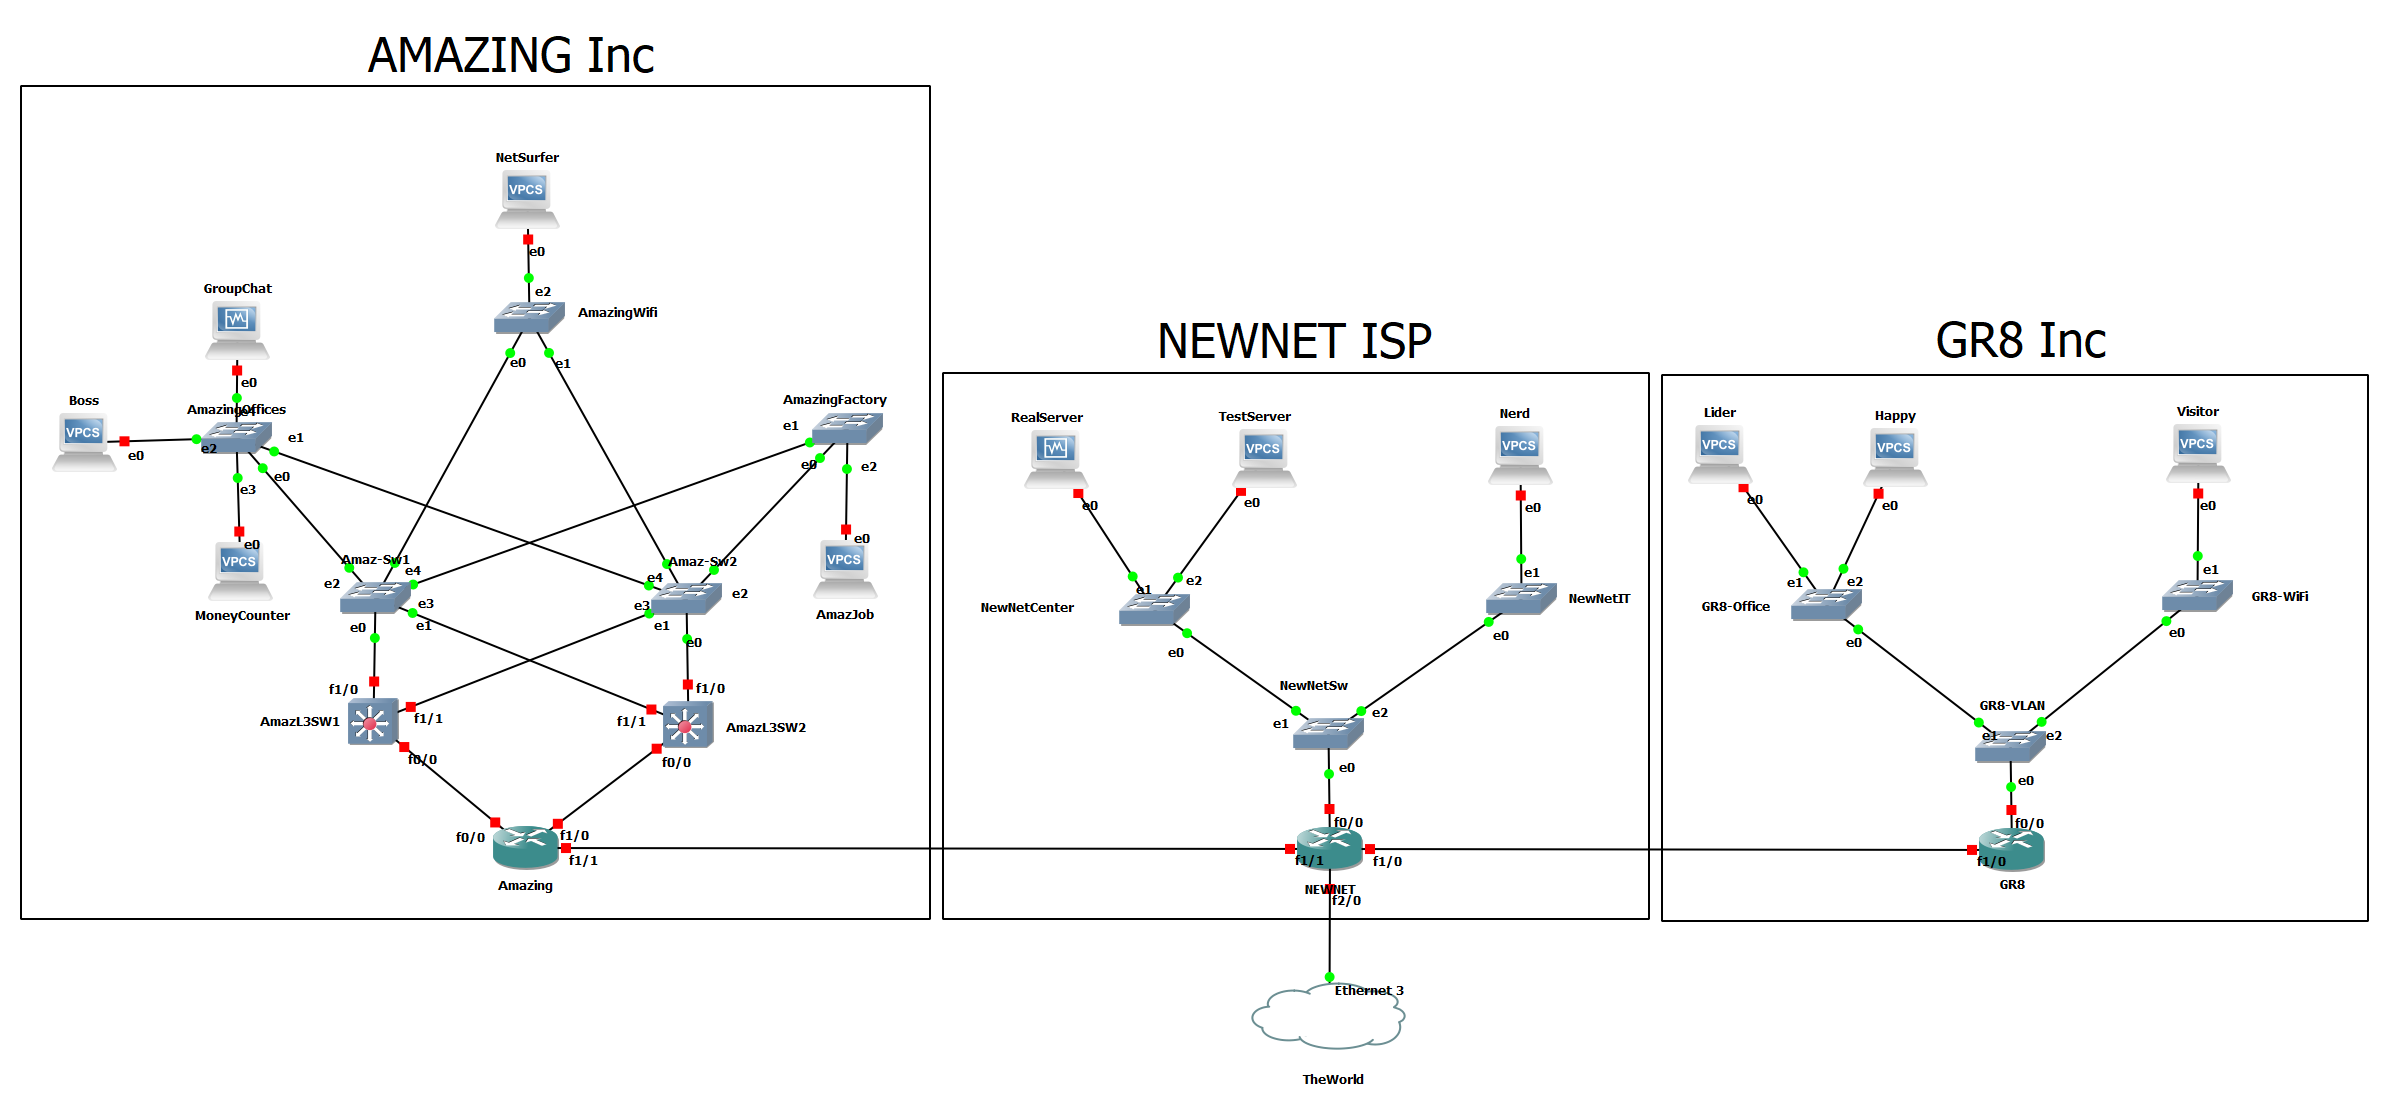 AMAZING Inc
NetSurfer
VPCS
e0
e2
AmazingWifi
e0
e1
GroupChat
e0
e4
AmazingOffices
Boss
VPCS
e0
e2
e1
e0
e3
e0
VPCS
MoneyCounter
AmazingFactory
e1
e0
e2
e0
VPCS
AmazJob
Amaz-Sw1
e2
e4
e3
e0
e1
Amaz-Sw2
e4
e2
e3
e1
e0
f1/0
f1/1
AmazL3SW1
f0/0
f1/0
f1/1
AmazL3SW2
f0/0
f0/0
f1/0
f1/1
Amazing
NEWNET ISP
RealServer
e0
TestServer
VPCS
e0
Nerd
VPCS
e0
e1
e2
NewNetCenter
e0
e1
NewNetIT
e0
NewNetSw
e1
e2
e0
f0/0
f1/1
f1/0
NEWNET
f2/0
Ethernet 3
TheWorld
GR8 Inc
Lider
VPCS
e0
Happy
VPCS
e0
Visitor
VPCS
e0
e1
e2
GR8-Office
e0
e1
GR8-WiFi
e0
GR8-VLAN
e1
e2
e0
f0/0
f1/0
GR8